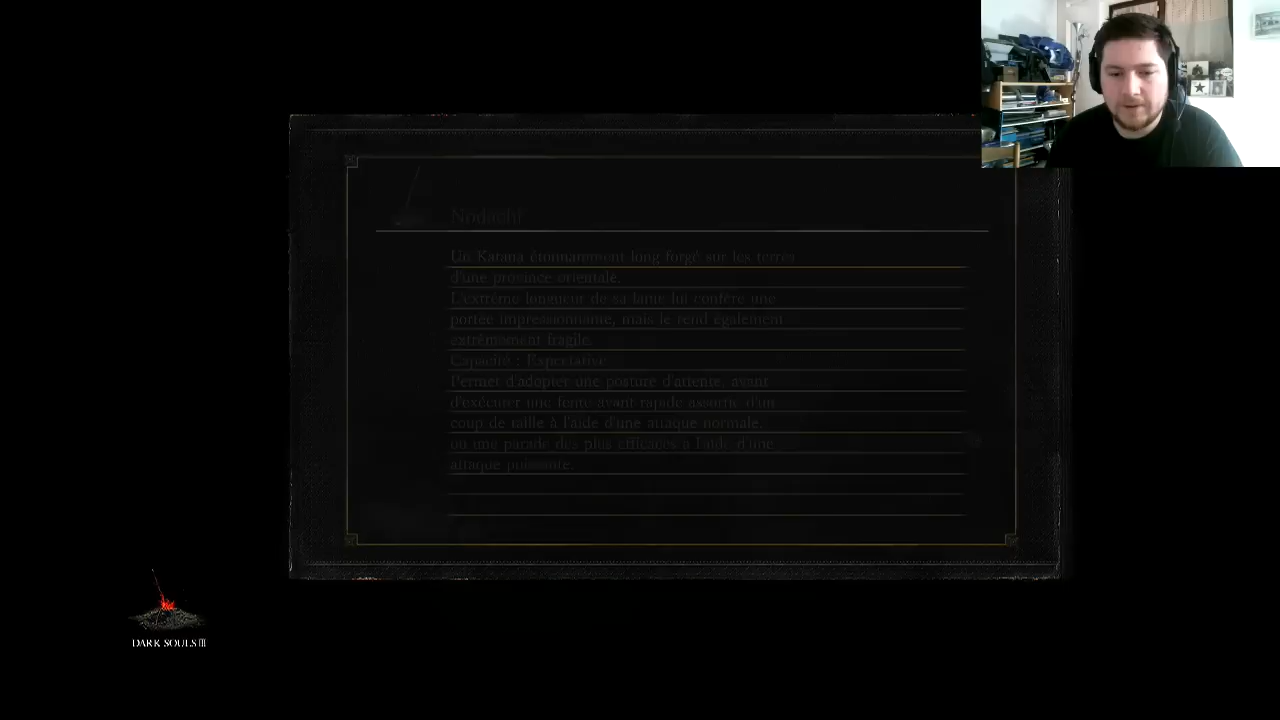 Nodachi
Un Katana étonnamment long forgé sur les terres
d'une province orientale.
L'extrême longueur de sa lame lui confère une
portée impressionnante, mais le rend également
extrêmement fragile.
Capacité : Expectative
Permet d'adopter une posture d'attente, avant
d'exécuter une fente avant rapide assortie d'un
coup de taille à l'aide d'une attaque normale,
ou une parade des plus efficaces à l'aide d'une
attaque puissante.
DARK SOULS III